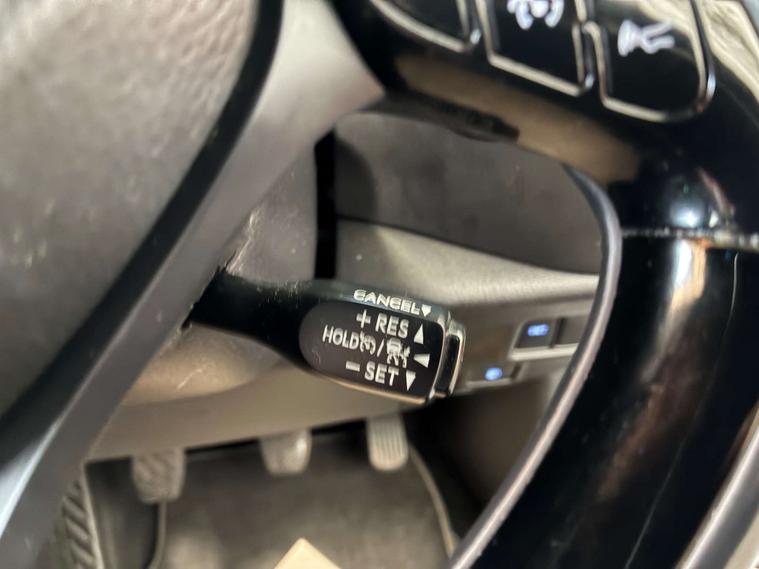 CANCEL▼
+ RES ▲
HOLD / ◀
− SET ▼